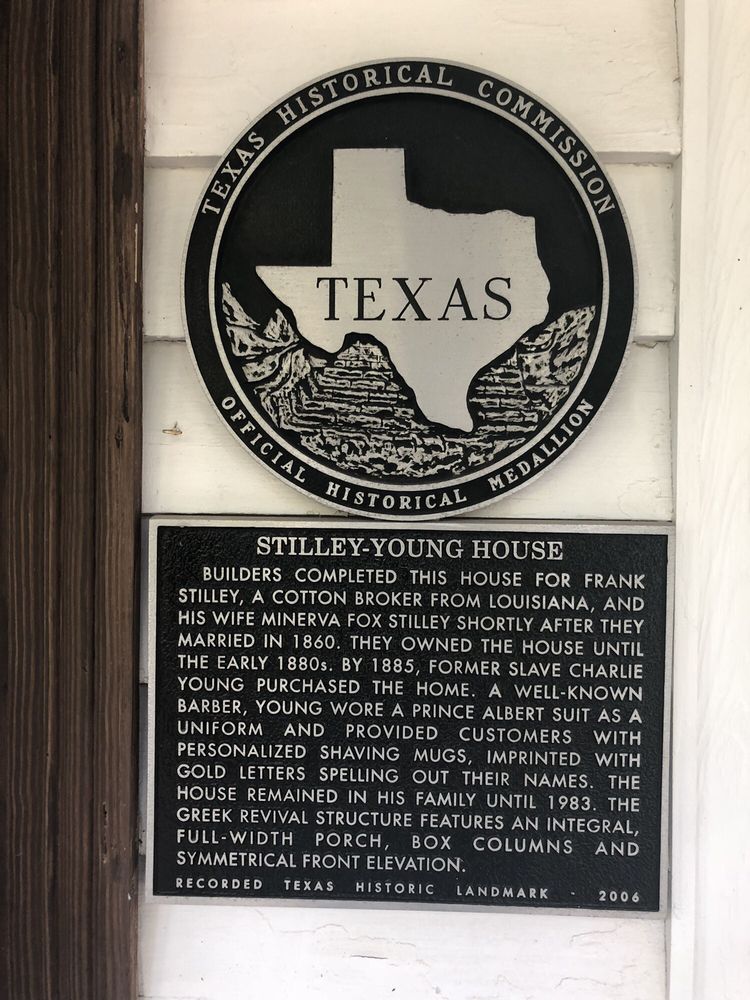 TEXAS HISTORICAL COMMISSION
TEXAS
OFFICIAL HISTORICAL MEDALLION
STILLEY-YOUNG HOUSE
BUILDERS COMPLETED THIS HOUSE FOR FRANK
STILLEY, A COTTON BROKER FROM LOUISIANA, AND
HIS WIFE MINERVA FOX STILLEY SHORTLY AFTER THEY
MARRIED IN 1860. THEY OWNED THE HOUSE UNTIL
THE EARLY 1880s. BY 1885, FORMER SLAVE CHARLIE
YOUNG PURCHASED THE HOME. A WELL-KNOWN
BARBER, YOUNG WORE A PRINCE ALBERT SUIT AS A
UNIFORM AND PROVIDED CUSTOMERS WITH
PERSONALIZED SHAVING MUGS, IMPRINTED WITH
GOLD LETTERS SPELLING OUT THEIR NAMES. THE
HOUSE REMAINED IN HIS FAMILY UNTIL 1983. THE
GREEK REVIVAL STRUCTURE FEATURES AN INTEGRAL,
FULL-WIDTH PORCH, BOX COLUMNS AND
SYMMETRICAL FRONT ELEVATION.
RECORDED TEXAS HISTORIC LANDMARK - 2006